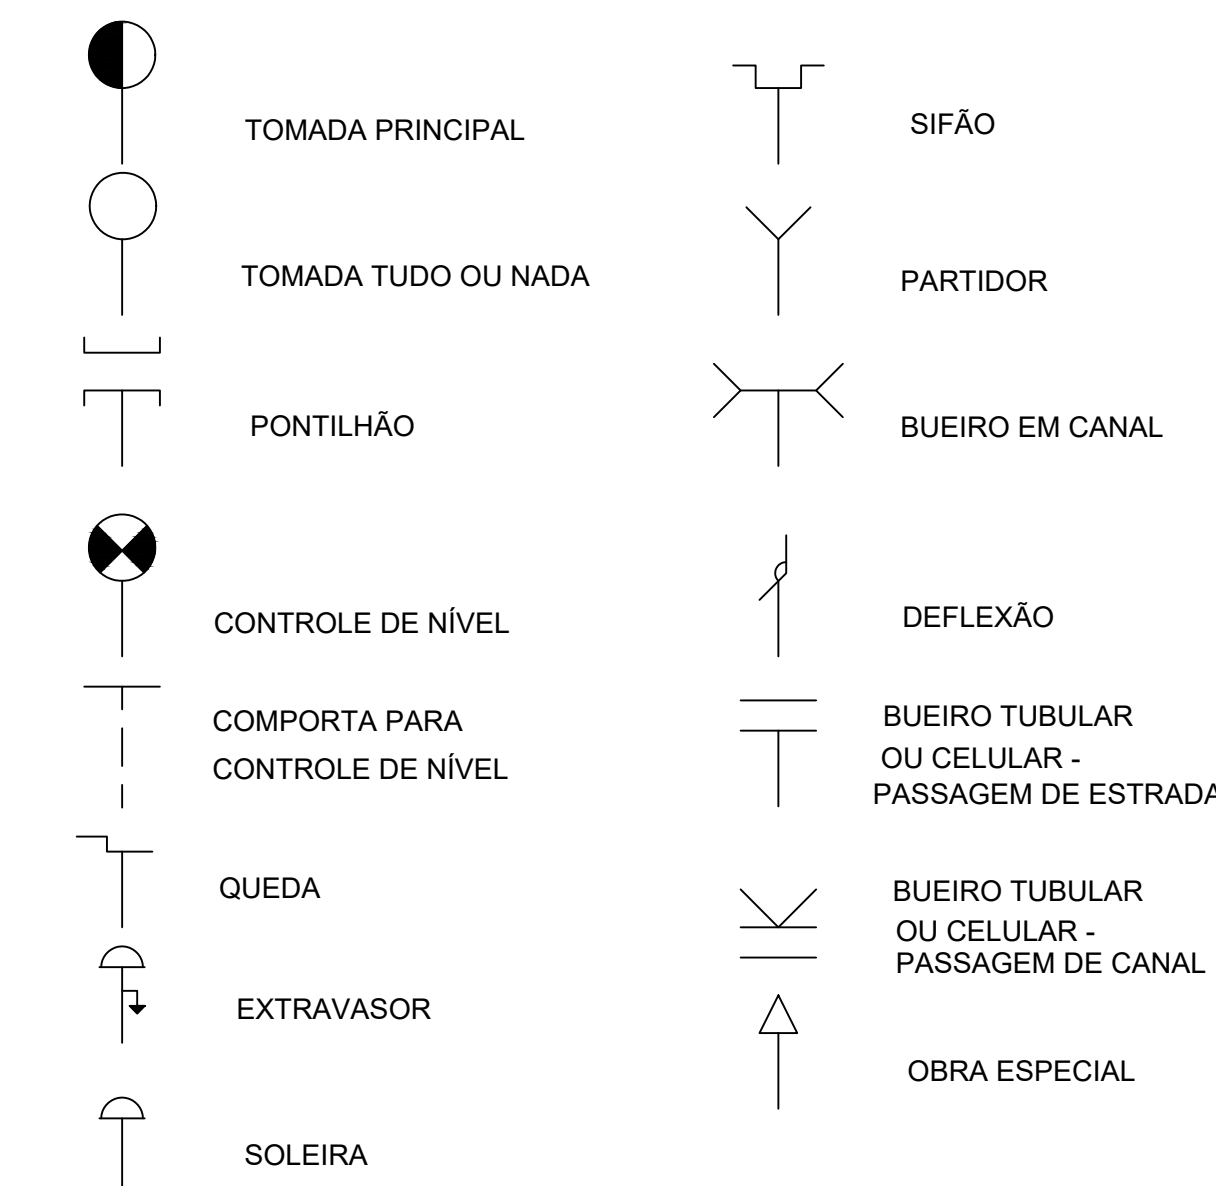 TOMADA PRINCIPAL
TOMADA TUDO OU NADA
PONTILHÃO
CONTROLE DE NÍVEL
COMPORTA PARA
CONTROLE DE NÍVEL
QUEDA
EXTRAVASOR
SOLEIRA
SIFÃO
PARTIDOR
BUEIRO EM CANAL
DEFLEXÃO
BUEIRO TUBULAR
OU CELULAR -
PASSAGEM DE ESTRADA
BUEIRO TUBULAR
OU CELULAR -
PASSAGEM DE CANAL
OBRA ESPECIAL